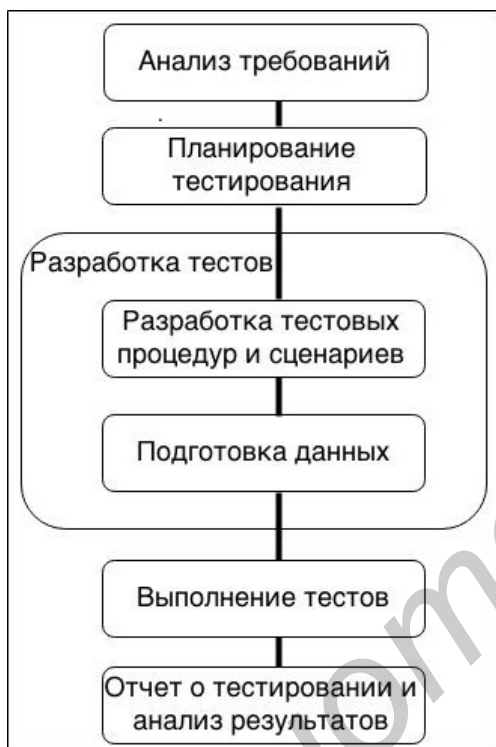 Анализ требований
Планирование
тестирования
Разработка тестов
Разработка тестовых
процедур и сценариев
Подготовка данных
Выполнение тестов
Отчет о тестировании и
анализ результатов